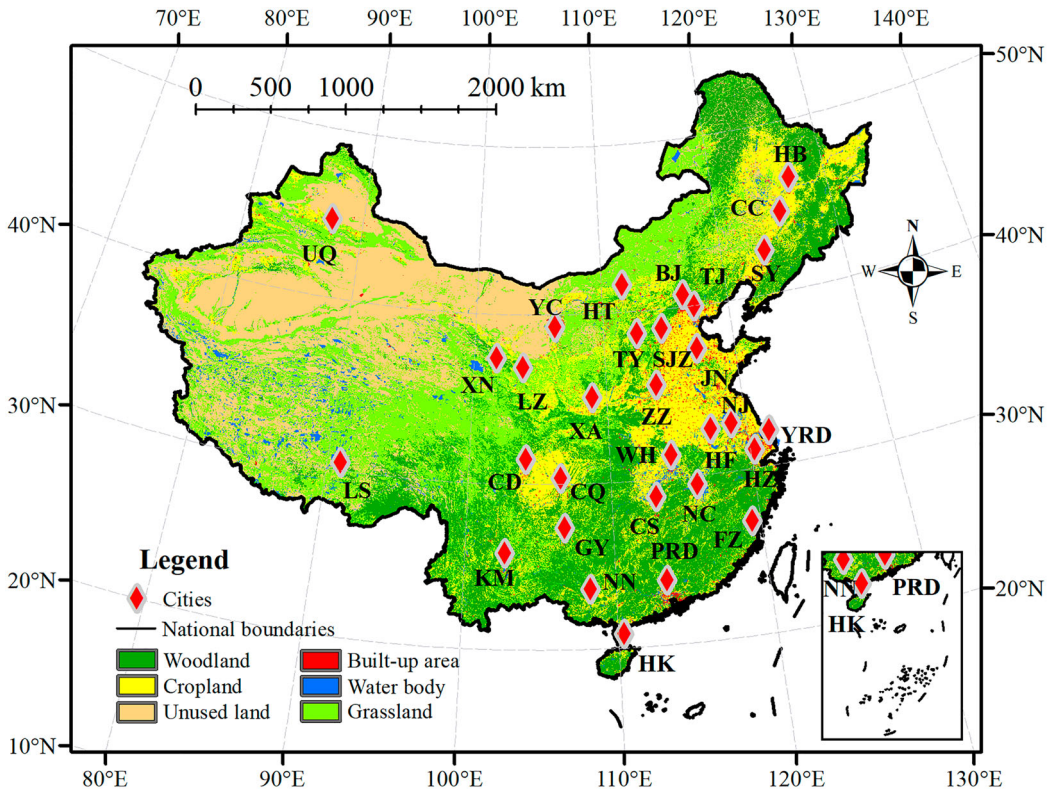 70°E 80°E 90°E 100°E 110°E 120°E 130°E 140°E
50°N
0 500 1000 2000 km
HB
CC
N
40°N
40°N
UQ
SY
W E
BJ TJ
HT
S
YC
TY SJZ
XN
JN
LZ
30°N
NJ
30°N
XA
ZZ
YRD
WH
HF
HZ
CD
CQ
LS
NC
CS
FZ
GY
PRD
Legend
KM
NN
20°N
20°N
NN PRD
Cities
HK
National boundaries
HK
Woodland Built-up area
Cropland Water body
Unused land Grassland
10°N
80°E 90°E 100°E 110°E 120°E 130°E